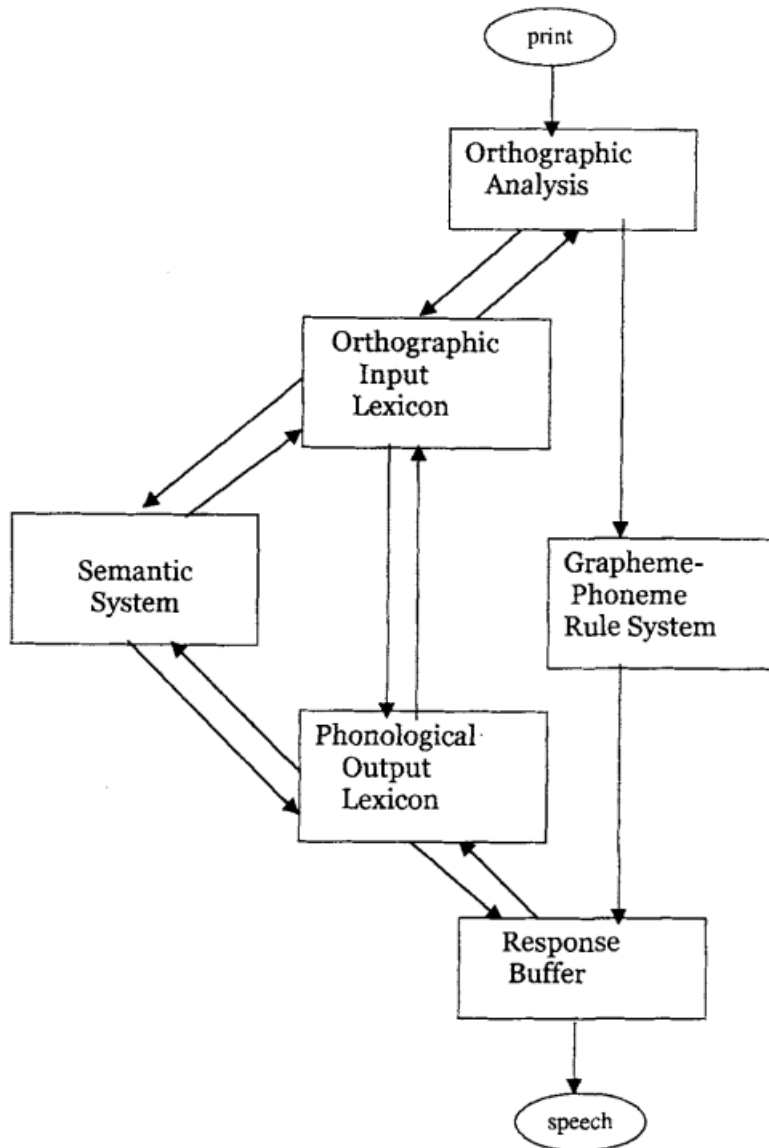 print
Orthographic
Analysis
Orthographic
Input
Lexicon
Semantic
System
Grapheme-
Phoneme
Rule System
Phonological
Output
Lexicon
Response
Buffer
speech